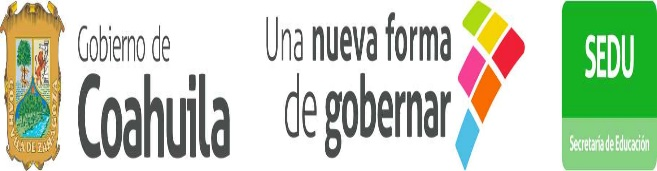 Gobierno de
Coahuila
Una nueva forma
de gobernar
SEDU
Secretaría de Educación